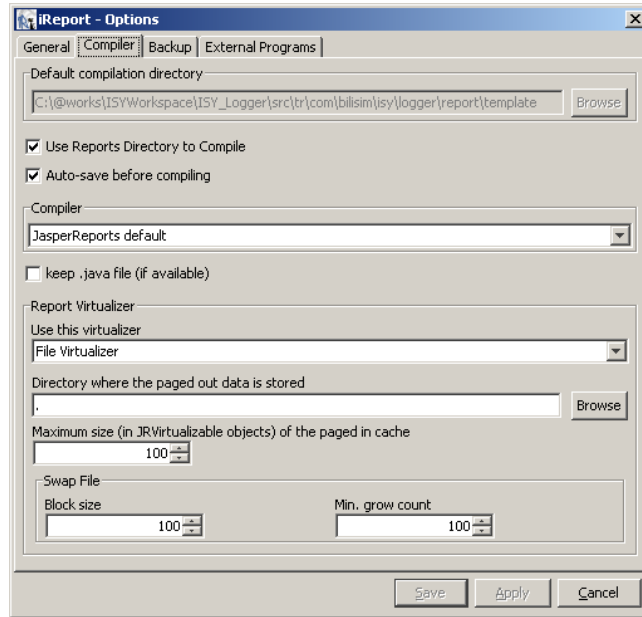 iReport - Options
General Compiler Backup External Programs
Default compilation directory
C:\@works\ISYWorkspace\ISY_Logger\src\tr\com\bilisim\isy\logger\report\template Browse
Use Reports Directory to Compile
Auto-save before compiling
Compiler
JasperReports default
keep .java file (if available)
Report Virtualizer
Use this virtualizer
File Virtualizer
Directory where the paged out data is stored
. Browse
Maximum size (in JRVirtualizable objects) of the paged in cache
100
Swap File
Block size Min. grow count
100 100
Save Apply Cancel